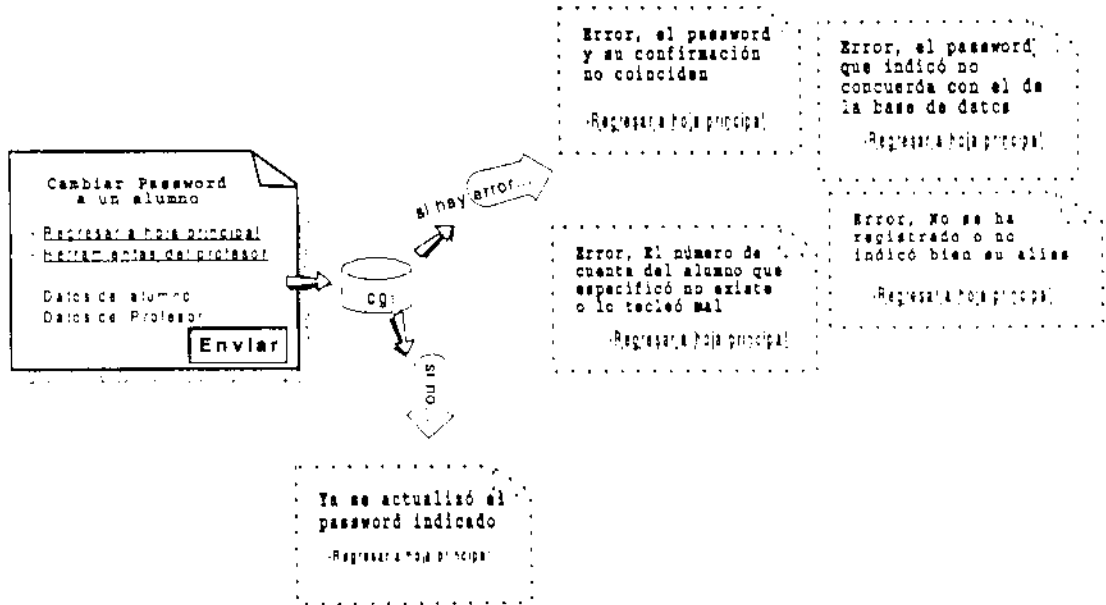 Error, el password
y su confirmación
no coinciden
-Regresar a hoja principal
Error, el password
que indicó no
concuerda con el de
la base de datos
-Regresar a hoja principal
Cambiar Password
a un alumno
- Regresar a hoja principal
- Herramientas del profesor
Datos del alumno
Datos del Profesor
Enviar
cgi
si hay error...
si no
Error, El número de
cuenta del alumno que
especificó no existe
o lo tecleó mal
-Regresar a hoja principal
Error, No se ha
registrado o no
indicó bien su alias
-Regresar a hoja principal
Ya se actualizó el
password indicado
-Regresar a hoja principal